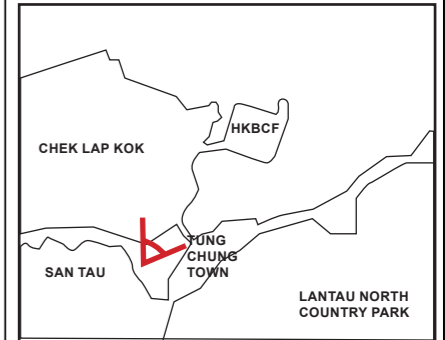 HKBCF
CHEK LAP KOK
TUNG
CHUNG
TOWN
SAN TAU
LANTAU NORTH
COUNTRY PARK